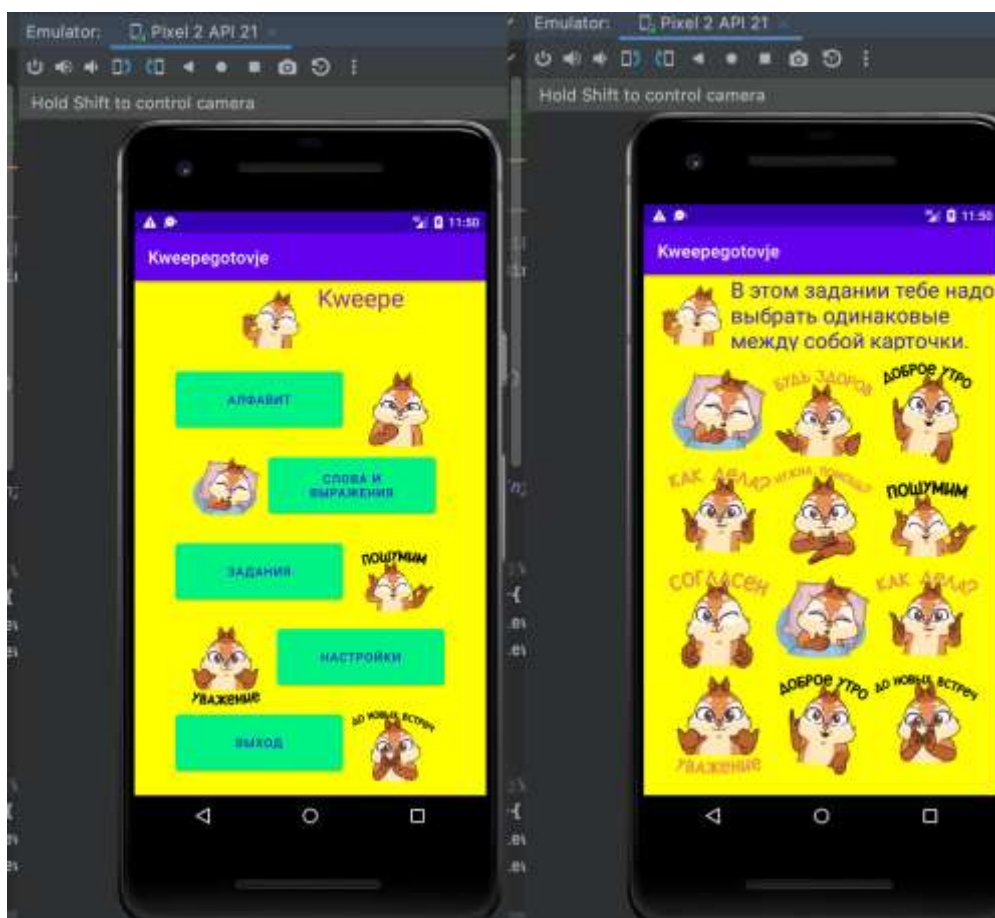 Emulator: Pixel 2 API 21
Hold Shift to control camera
11:50
Kweepegotovje
Kweepe
АЛФАВИТ
СЛОВА И
ВЫРАЖЕНИЯ
ЗАДАНИЯ
ПОШУМИМ
НАСТРОЙКИ
УВАЖЕНИЕ
ВЫХОД
ДО НОВЫХ ВСТРЕЧ
Emulator: Pixel 2 API 21
Hold Shift to control camera
11:50
Kweepegotovje
В этом задании тебе надо
выбрать одинаковые
между собой карточки.
БУДЬ ЗДОРОВ
ДОБРОЕ УТРО
КАК ДЕЛА?
НУЖНА ПОМОЩЬ?
ПОШУМИМ
СОГЛАСЕН
КАК ДЕЛА?
УВАЖЕНИЕ
ДОБРОЕ УТРО
ДО НОВЫХ ВСТРЕЧ